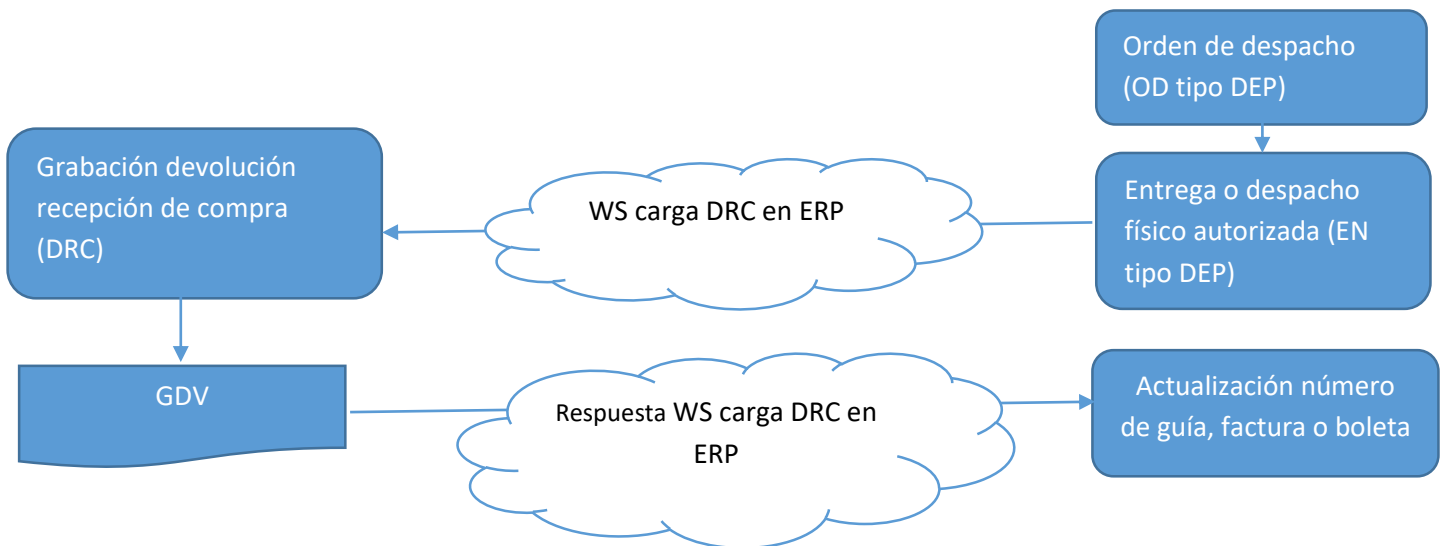 Orden de despacho
(OD tipo DEP)
Grabación devolución
recepción de compra
(DRC)
WS carga DRC en ERP
Entrega o despacho
físico autorizada (EN
tipo DEP)
GDV
Respuesta WS carga DRC en
ERP
Actualización número
de guía, factura o boleta